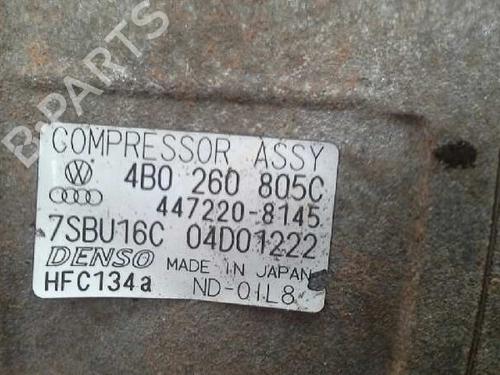 B-PARTS
COMPRESSOR ASSY
4B0 260 805C
447220-8145
7SBU16C 04D01222
DENSO MADE IN JAPAN
HFC134a ND-OIL8